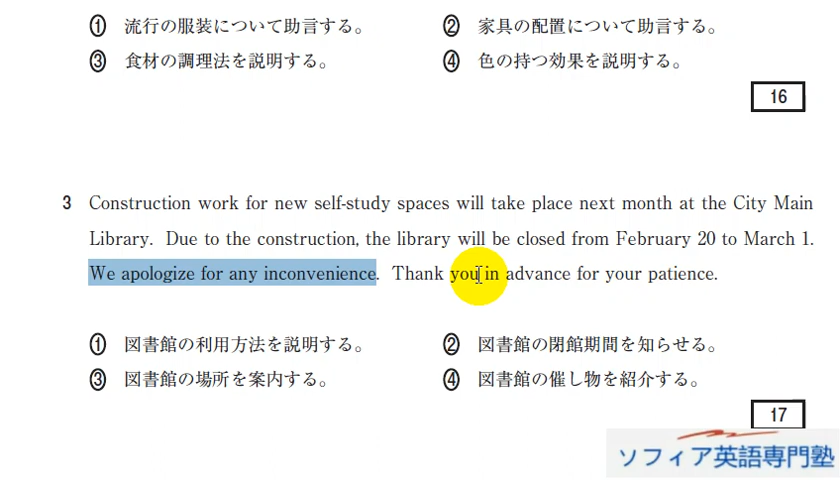 ① 流行の服装について助言する。 ② 家具の配置について助言する。
③ 食材の調理法を説明する。 ④ 色の持つ効果を説明する。
16
3 Construction work for new self-study spaces will take place next month at the City Main
Library. Due to the construction, the library will be closed from February 20 to March 1.
We apologize for any inconvenience. Thank you in advance for your patience.
① 図書館の利用方法を説明する。 ② 図書館の閉館期間を知らせる。
③ 図書館の場所を案内する。 ④ 図書館の催し物を紹介する。
17
ソフィア英語専門塾